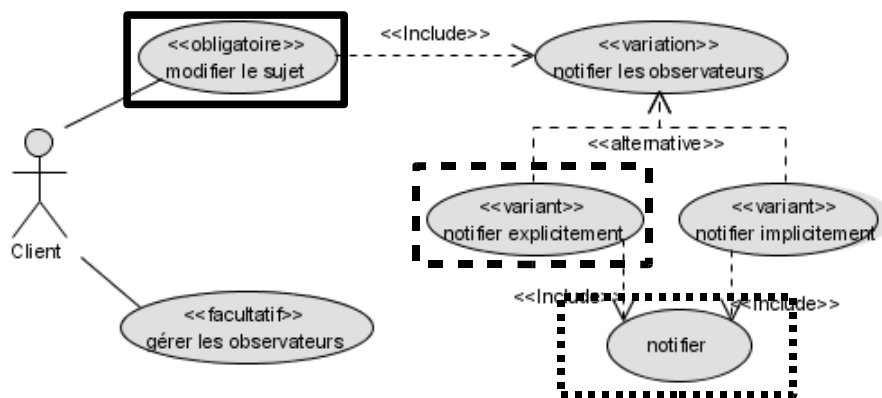 <<obligatoire>>
modifier le sujet
<<Include>>
<<variation>>
notifier les observateurs
<<alternative>>
<<variant>>
notifier explicitement
<<variant>>
notifier implicitement
Client
<<Include>>
<<Include>>
<<facultatif>>
gérer les observateurs
notifier